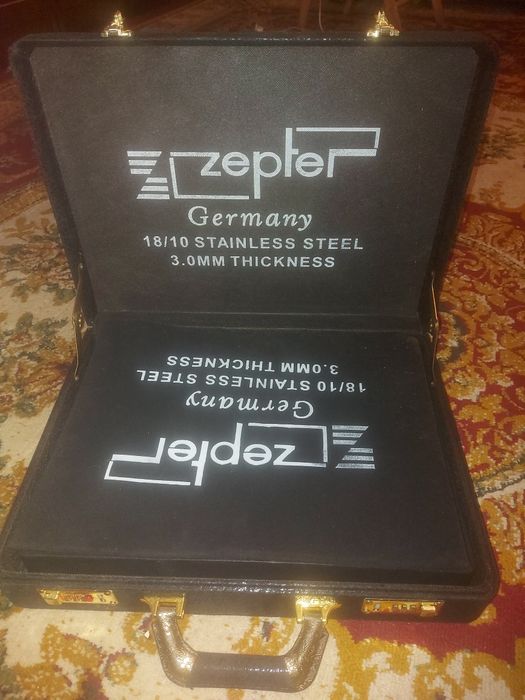 zepter
Germany
18/10 STAINLESS STEEL
3.0MM THICKNESS
zepter
Germany
18/10 STAINLESS STEEL
3.0MM THICKNESS